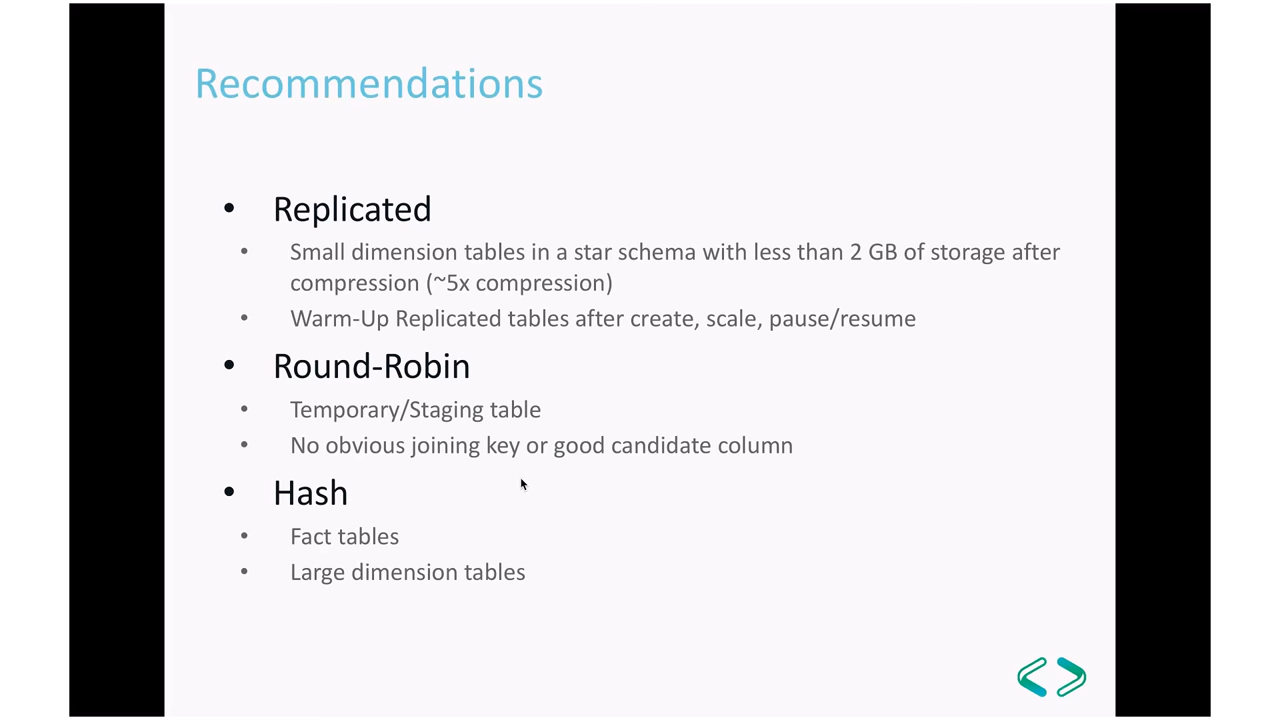 Recommendations
• Replicated
• Small dimension tables in a star schema with less than 2 GB of storage after
compression (~5x compression)
• Warm-Up Replicated tables after create, scale, pause/resume
• Round-Robin
• Temporary/Staging table
• No obvious joining key or good candidate column
• Hash
• Fact tables
• Large dimension tables